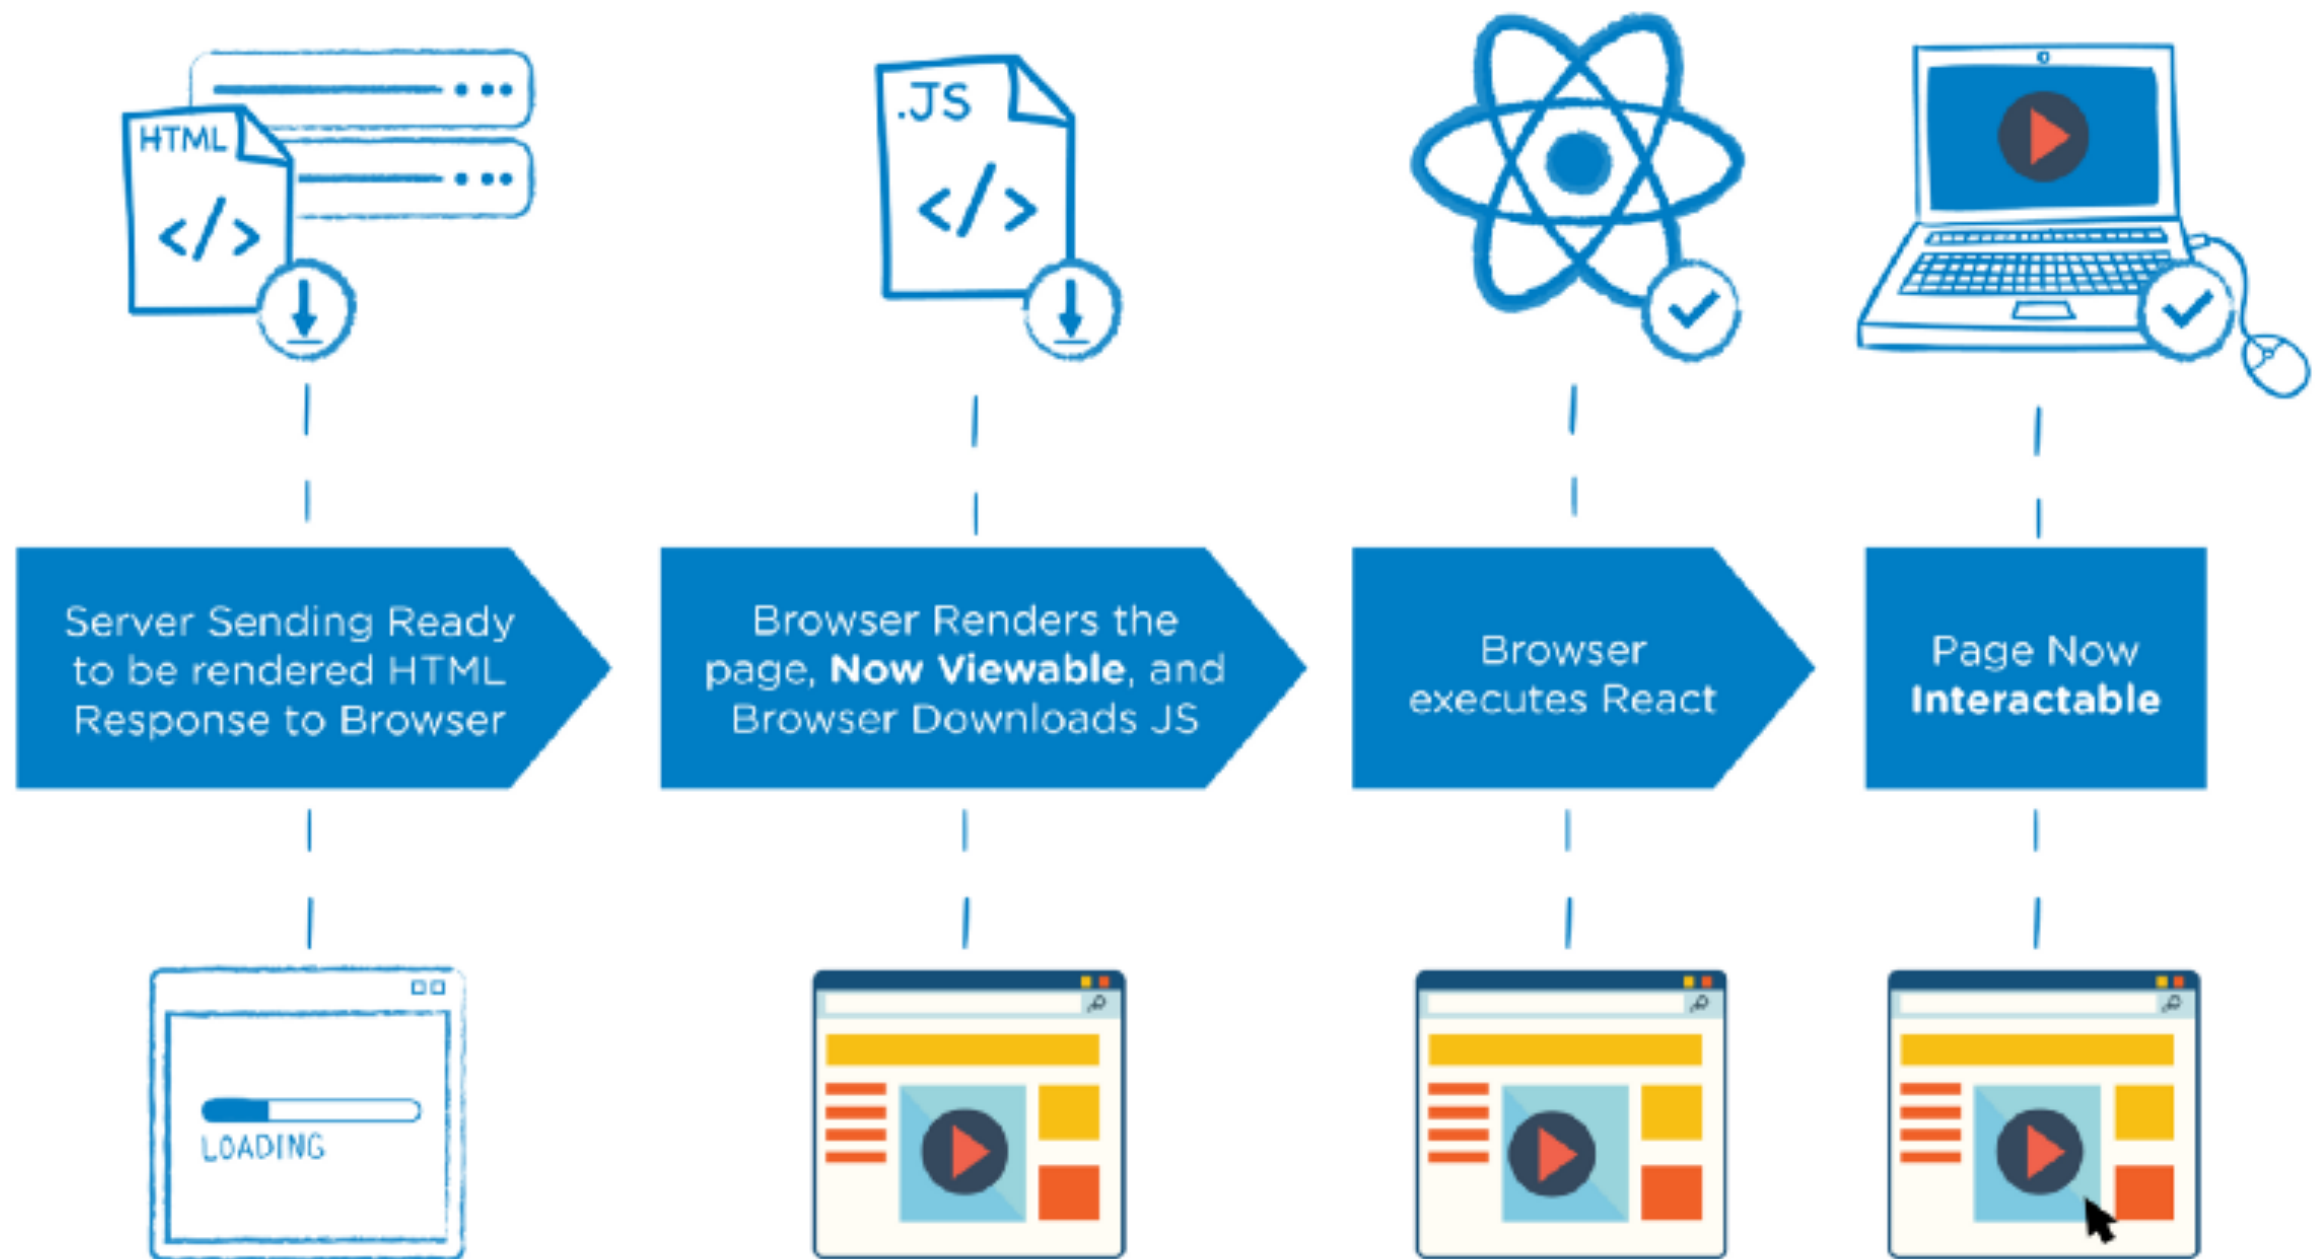 HTML
</>
.JS
</>
Server Sending Ready
to be rendered HTML
Response to Browser
Browser Renders the
page, Now Viewable, and
Browser Downloads JS
Browser
executes React
Page Now
Interactable
LOADING